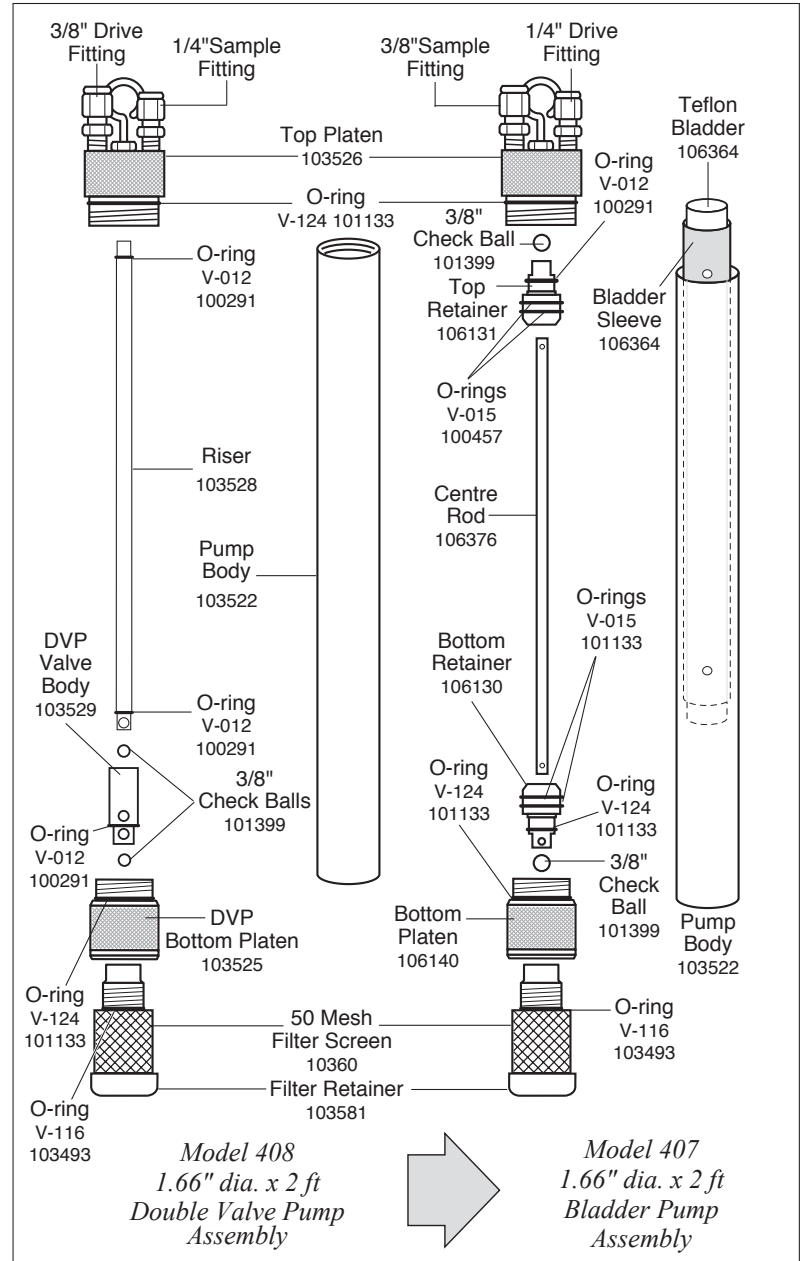 3/8" Drive
Fitting
1/4"Sample
Fitting
3/8"Sample
Fitting
1/4" Drive
Fitting
Top Platen
103526
O-ring
V-124 101133
Teflon
Bladder
106364
O-ring
V-012
100291
O-ring
V-012
100291
3/8"
Check Ball
101399
Top
Retainer
106131
Bladder
Sleeve
106364
O-rings
V-015
100457
Riser
103528
Centre
Rod
106376
Pump
Body
103522
O-rings
V-015
101133
DVP
Valve
Body
103529
Bottom
Retainer
106130
O-ring
V-012
100291
3/8"
Check Balls
101399
O-ring
V-124
101133
O-ring
V-124
101133
O-ring
V-012
100291
3/8"
Check
Ball
101399
DVP
Bottom Platen
103525
Bottom
Platen
106140
Pump
Body
103522
O-ring
V-124
101133
50 Mesh
Filter Screen
10360
O-ring
V-116
103493
Filter Retainer
103581
O-ring
V-116
103493
Model 408
1.66" dia. x 2 ft
Double Valve Pump
Assembly
Model 407
1.66" dia. x 2 ft
Bladder Pump
Assembly